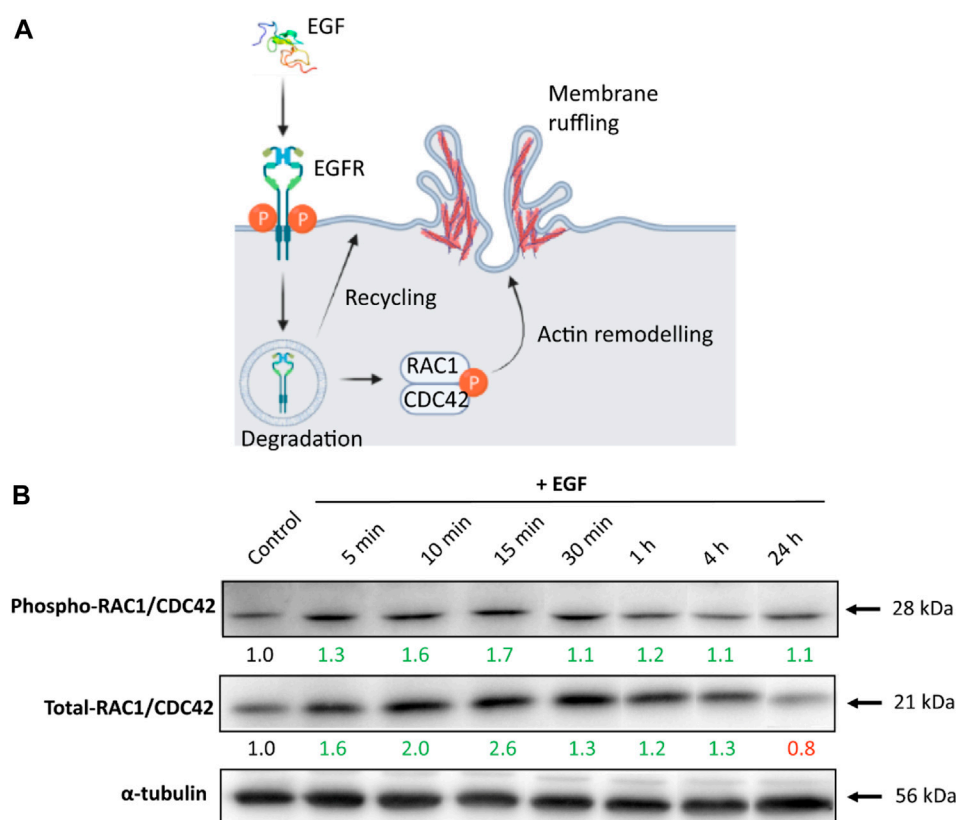 A
EGF
EGFR
P P
Membrane
ruffling
Recycling
Actin remodelling
RAC1
P
CDC42
Degradation
B
+ EGF
Control 5 min 10 min 15 min 30 min 1 h 4 h 24 h
Phospho-RAC1/CDC42 28 kDa
1.0 1.3 1.6 1.7 1.1 1.2 1.1 1.1
Total-RAC1/CDC42 21 kDa
1.0 1.6 2.0 2.6 1.3 1.2 1.3 0.8
α-tubulin 56 kDa